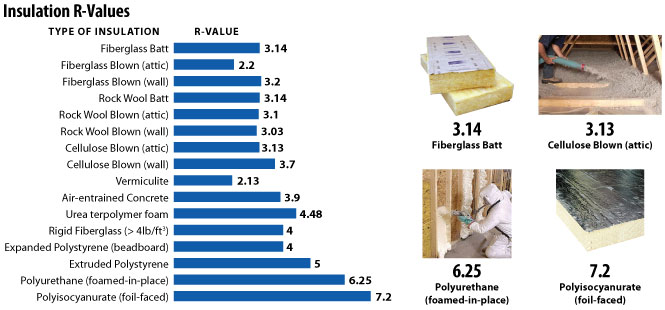 Insulation R-Values
TYPE OF INSULATION R-VALUE
Fiberglass Batt 3.14
Fiberglass Blown (attic) 2.2
Fiberglass Blown (wall) 3.2
Rock Wool Batt 3.14
Rock Wool Blown (attic) 3.1
Rock Wool Blown (wall) 3.03
Cellulose Blown (attic) 3.13
Cellulose Blown (wall) 3.7
Vermiculite 2.13
Air-entrained Concrete 3.9
Urea terpolymer foam 4.48
Rigid Fiberglass (> 4lb/ft³) 4
Expanded Polystyrene (beadboard) 4
Extruded Polystyrene 5
Polyurethane (foamed-in-place) 6.25
Polyisocyanurate (foil-faced) 7.2
3.14
Fiberglass Batt
3.13
Cellulose Blown (attic)
6.25
Polyurethane
(foamed-in-place)
7.2
Polyisocyanurate
(foil-faced)